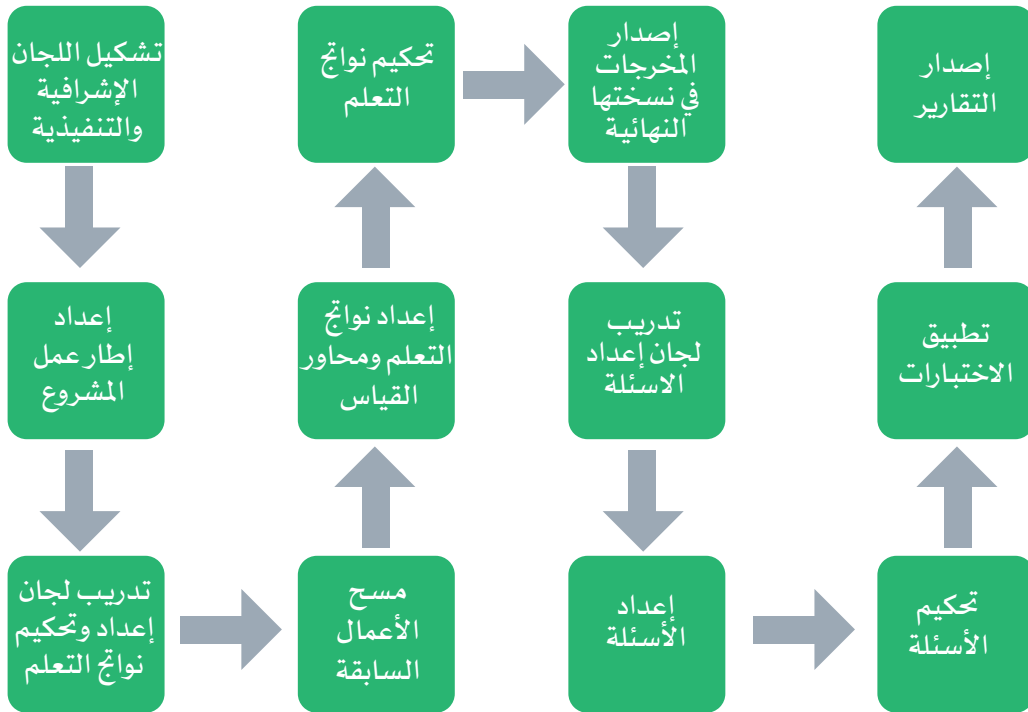 تشكيل اللجان
الإشرافية
والتنفيذية
إعداد
إطار عمل
المشروع
تدريب لجان
إعداد وتحكيم
نواتج التعلم
مسح
الأعمال
السابقة
إعداد نواتج
التعلم ومحاور
القياس
تحكيم نواتج
التعلم
إصدار
المخرجات
في نسختها
النهائية
تدريب
لجان إعداد
الاسئلة
إعداد
الأسئلة
تحكيم
الأسئلة
تطبيق
الاختبارات
إصدار
التقارير